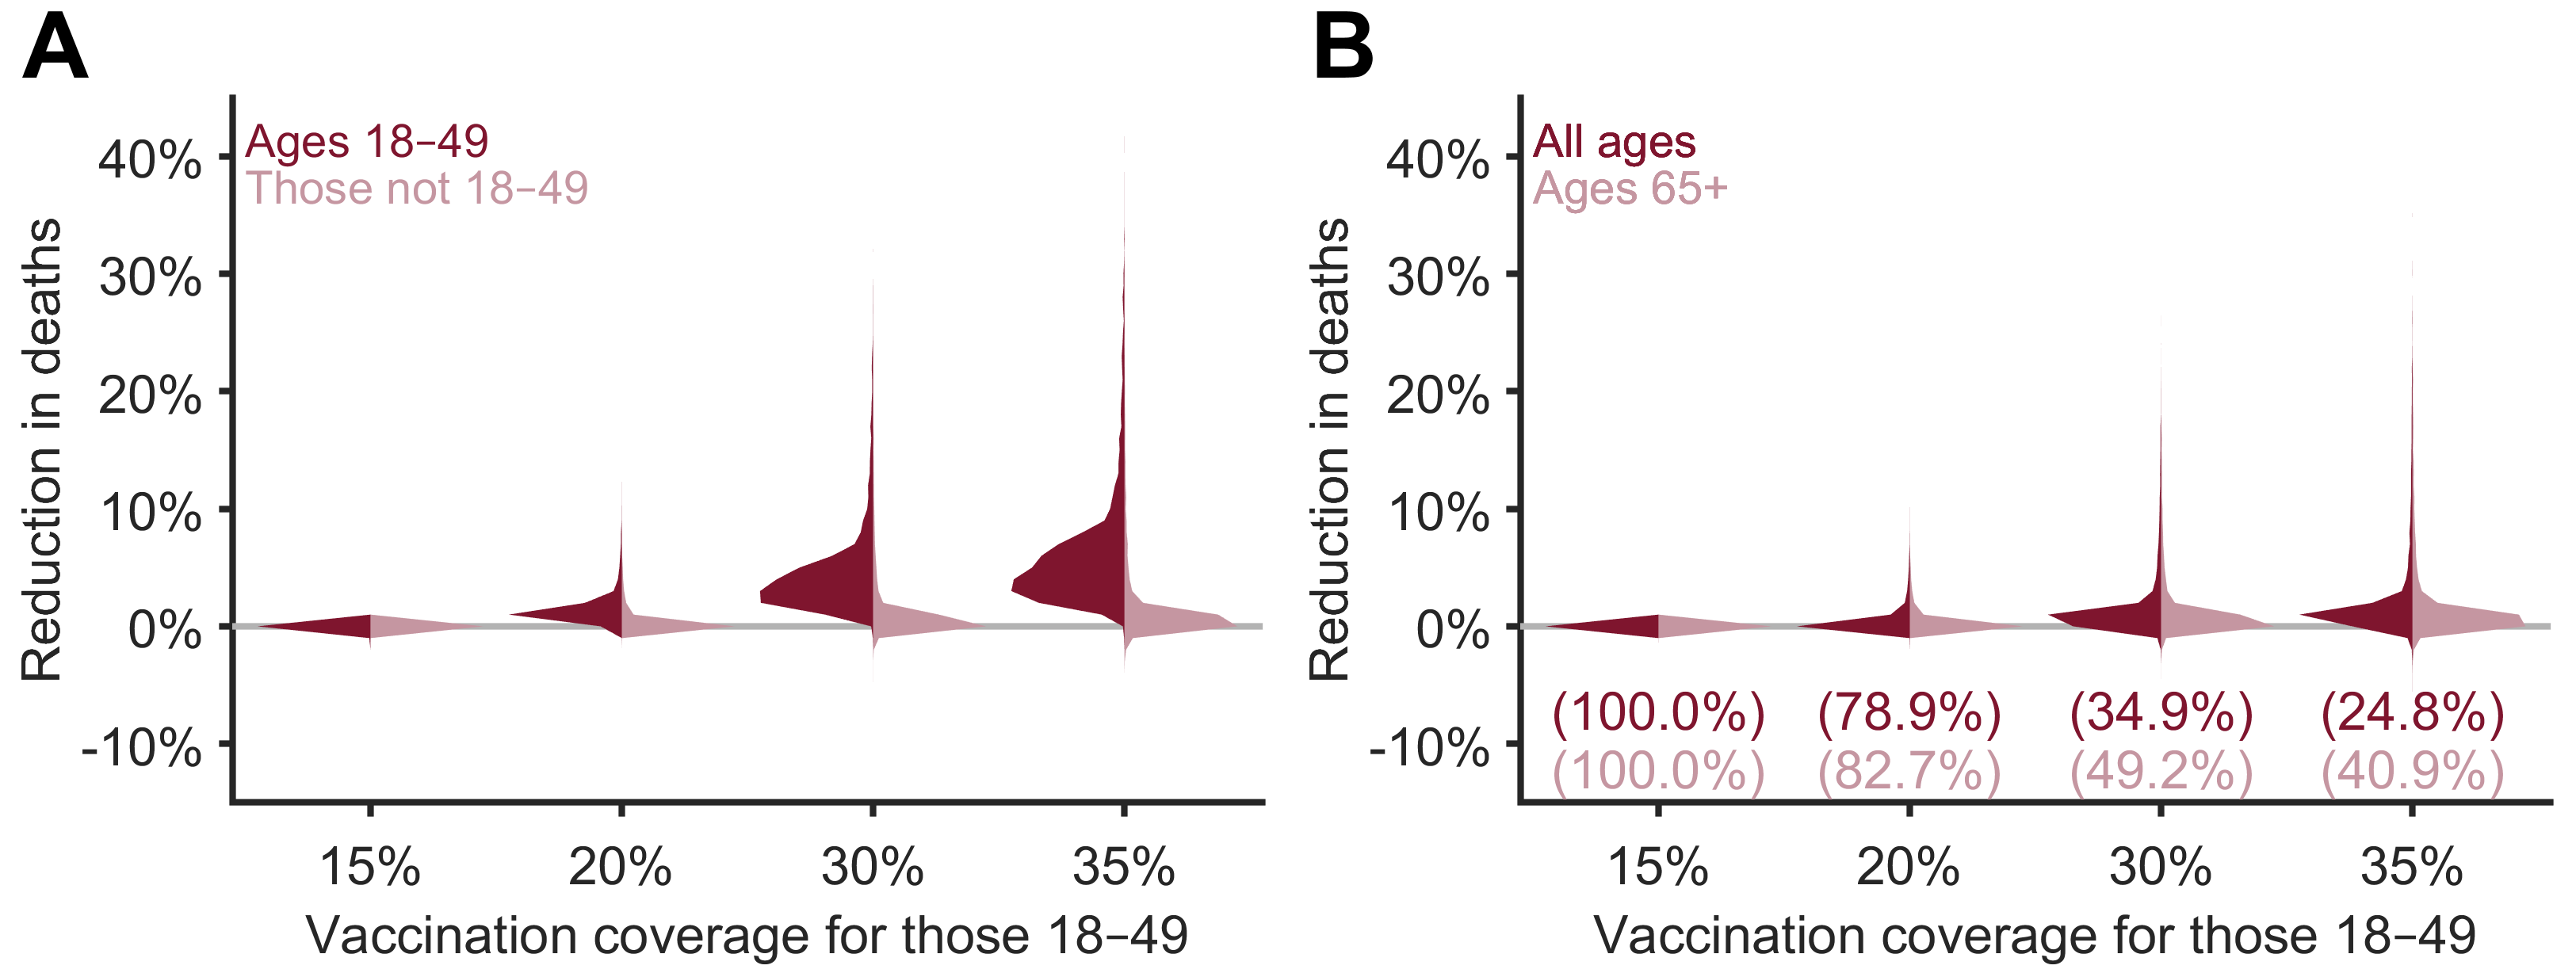 A
Ages 18–49
Those not 18–49
40%
30%
20%
10%
0%
-10%
Reduction in deaths
15% 20% 30% 35%
Vaccination coverage for those 18–49
B
All ages
Ages 65+
40%
30%
20%
10%
0%
-10%
Reduction in deaths
(100.0%) (78.9%) (34.9%) (24.8%)
(100.0%) (82.7%) (49.2%) (40.9%)
15% 20% 30% 35%
Vaccination coverage for those 18–49